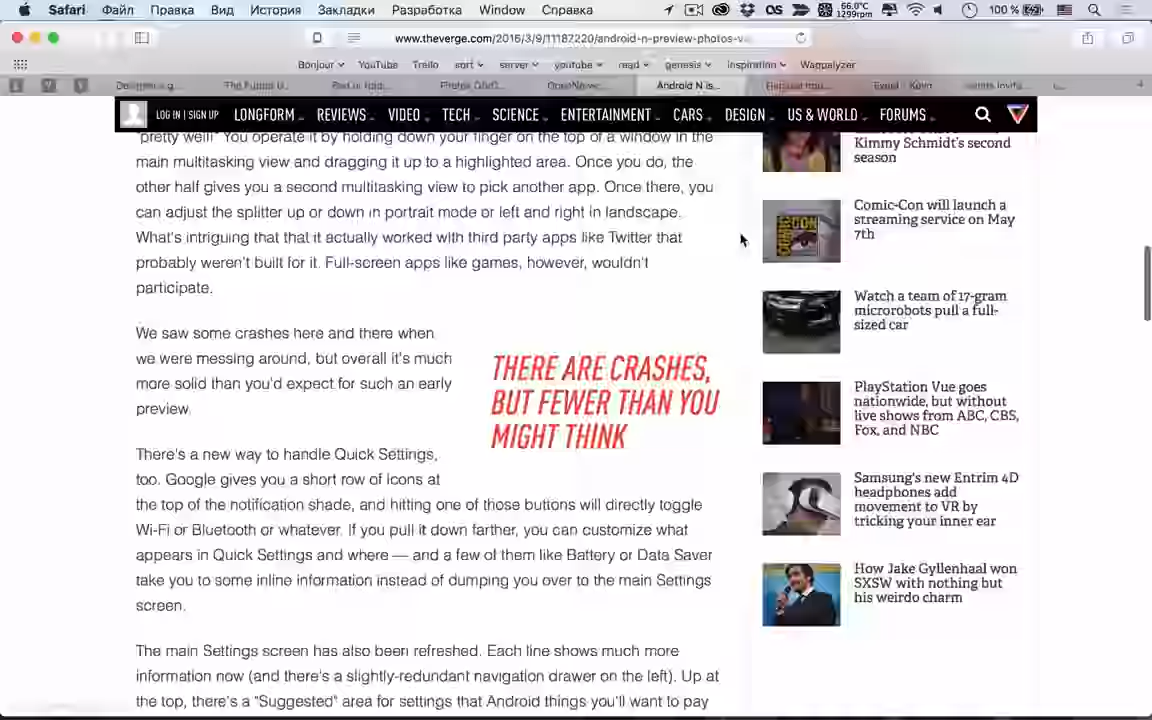 Safari Файл Правка Вид История Закладки Разработка Window Справка
66.0°C
1299rpm
100 %
www.theverge.com/2016/3/9/11187220/android-n-preview-photos-v
Bonjour YouTube Trello sort server youtube read genesis inspiration Wappalyzer
Android N is...
LOG IN | SIGN UP LONGFORM REVIEWS VIDEO TECH SCIENCE ENTERTAINMENT CARS DESIGN US & WORLD FORUMS
"pretty well!" You operate it by holding down your finger on the top of a window in the
main multitasking view and dragging it up to a highlighted area. Once you do, the
other half gives you a second multitasking view to pick another app. Once there, you
can adjust the splitter up or down in portrait mode or left and right in landscape.
What's intriguing that that it actually worked with third party apps like Twitter that
probably weren't built for it. Full-screen apps like games, however, wouldn't
participate.
We saw some crashes here and there when
we were messing around, but overall it's much
more solid than you'd expect for such an early
preview.
THERE ARE CRASHES,
BUT FEWER THAN YOU
MIGHT THINK
There's a new way to handle Quick Settings,
too. Google gives you a short row of icons at
the top of the notification shade, and hitting one of those buttons will directly toggle
Wi-Fi or Bluetooth or whatever. If you pull it down farther, you can customize what
appears in Quick Settings and where — and a few of them like Battery or Data Saver
take you to some inline information instead of dumping you over to the main Settings
screen.
The main Settings screen has also been refreshed. Each line shows much more
information now (and there's a slightly-redundant navigation drawer on the left). Up at
the top, there's a "Suggested" area for settings that Android things you'll want to pay
Kimmy Schmidt's second
season
Comic-Con will launch a
streaming service on May
7th
Watch a team of 17-gram
microrobots pull a full-
sized car
PlayStation Vue goes
nationwide, but without
live shows from ABC, CBS,
Fox, and NBC
Samsung's new Entrim 4D
headphones add
movement to VR by
tricking your inner ear
How Jake Gyllenhaal won
SXSW with nothing but
his weirdo charm